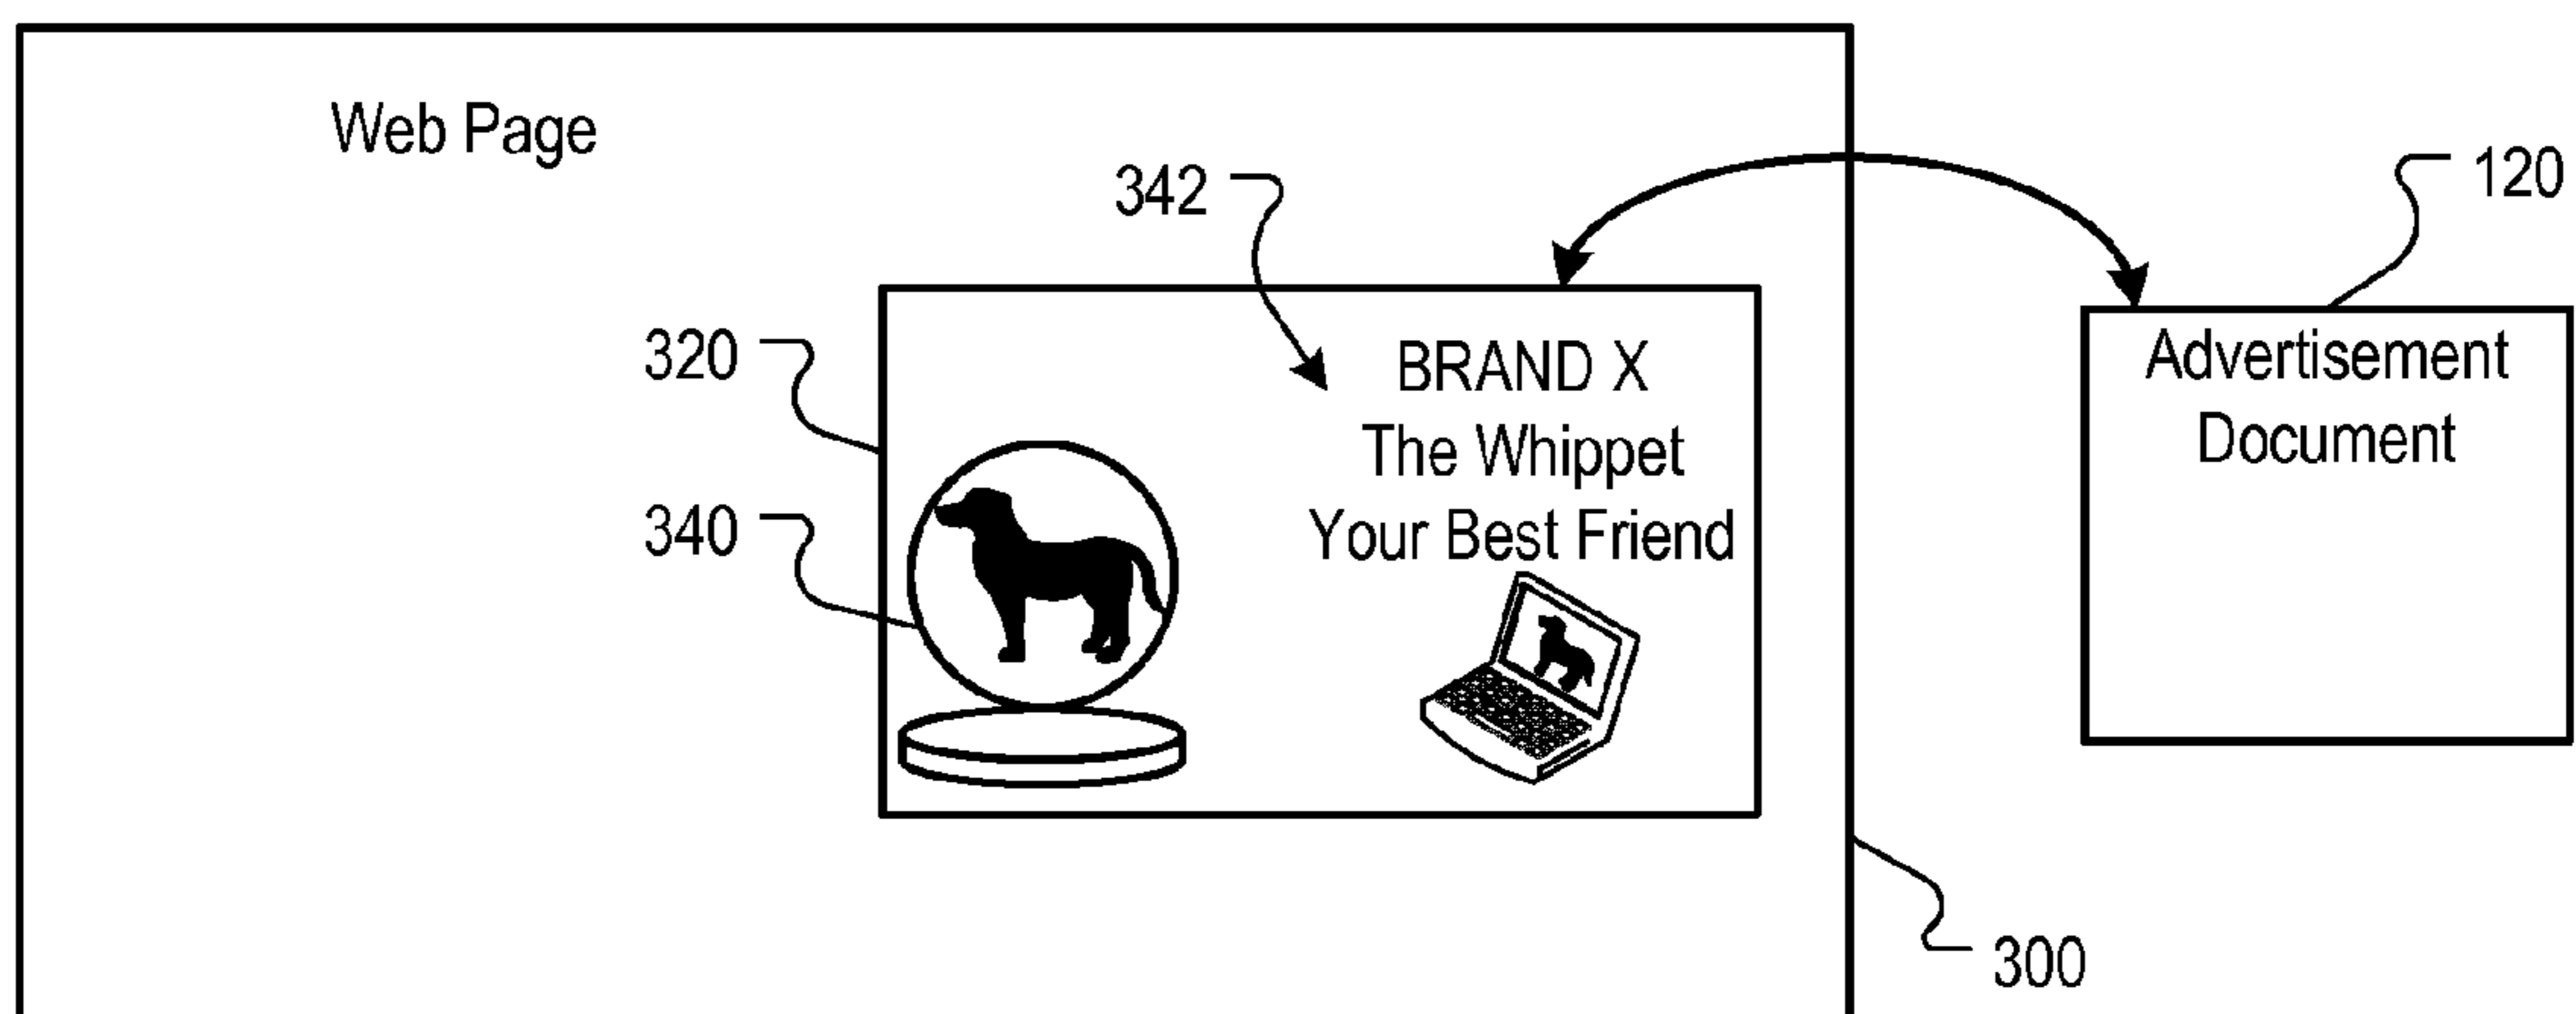 Web Page
342
120
320
BRAND X
The Whippet
Your Best Friend
Advertisement
Document
340
300